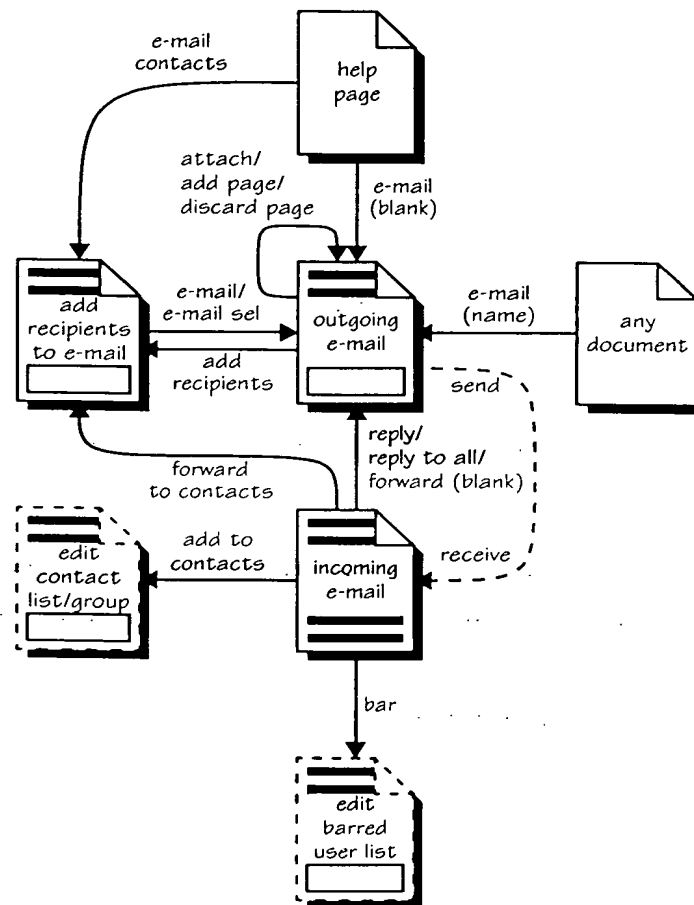 e-mail
contacts
help
page
attach/
add page/
discard page
e-mail
(blank)
add
recipients
to e-mail
e-mail/
e-mail sel
add
recipients
outgoing
e-mail
e-mail
(name)
any
document
send
forward
to contacts
reply/
reply to all/
forward (blank)
edit
contact
list/group
add to
contacts
incoming
e-mail
receive
bar
edit
barred
user list